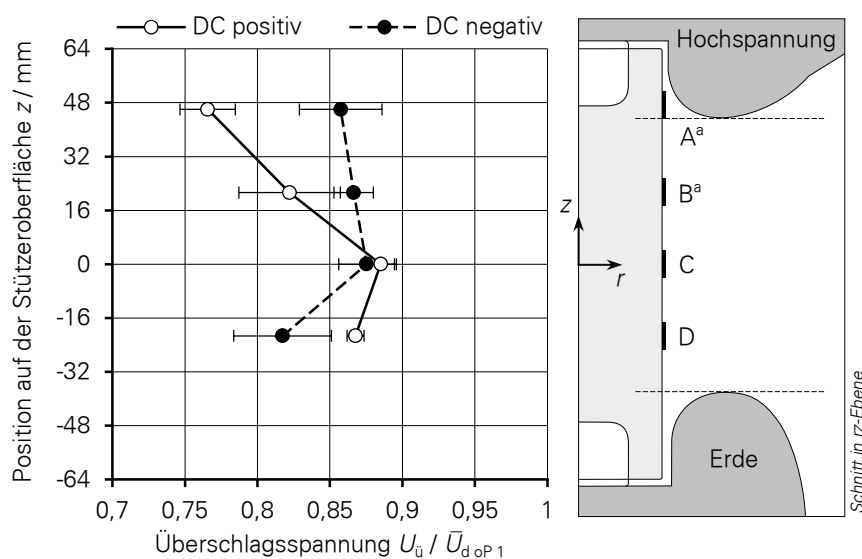 DC positiv
DC negativ
Position auf der Stützeroberfläche z / mm
64
48
32
16
0
-16
-32
-48
-64
0,7
0,75
0,8
0,85
0,9
0,95
1
Überschlagsspannung Uü / Ūd oP 1
Hochspannung
Aª
Bª
C
D
z
r
Erde
Schnitt in rz-Ebene